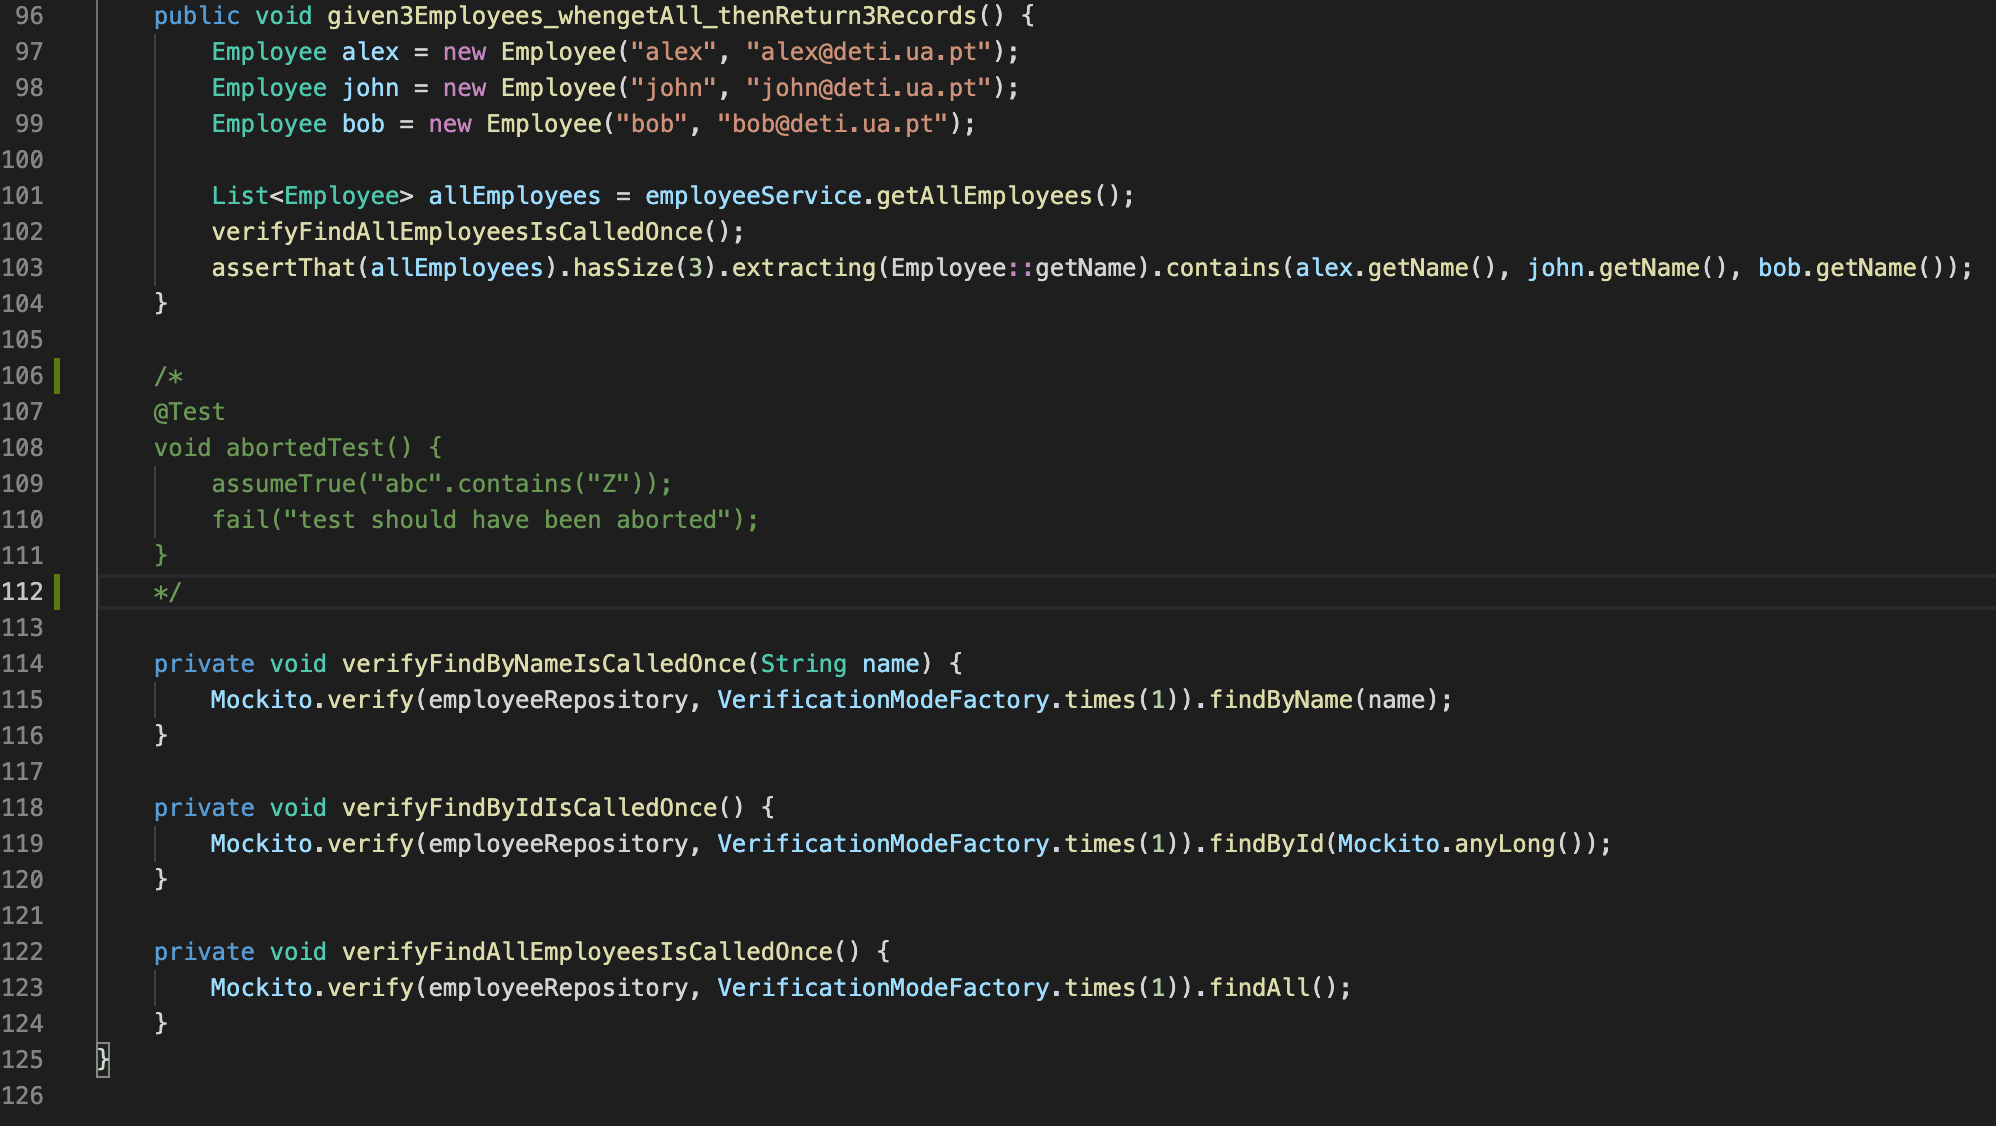 96 public void given3Employees_whengetAll_thenReturn3Records() {
97 Employee alex = new Employee("alex", "alex@deti.ua.pt");
98 Employee john = new Employee("john", "john@deti.ua.pt");
99 Employee bob = new Employee("bob", "bob@deti.ua.pt");
100
101 List<Employee> allEmployees = employeeService.getAllEmployees();
102 verifyFindAllEmployeesIsCalledOnce();
103 assertThat(allEmployees).hasSize(3).extracting(Employee::getName).contains(alex.getName(), john.getName(), bob.getName());
104 }
105
106 /*
107 @Test
108 void abortedTest() {
109 assumeTrue("abc".contains("Z"));
110 fail("test should have been aborted");
111 }
112 */
113
114 private void verifyFindByNameIsCalledOnce(String name) {
115 Mockito.verify(employeeRepository, VerificationModeFactory.times(1)).findByName(name);
116 }
117
118 private void verifyFindByIdIsCalledOnce() {
119 Mockito.verify(employeeRepository, VerificationModeFactory.times(1)).findById(Mockito.anyLong());
120 }
121
122 private void verifyFindAllEmployeesIsCalledOnce() {
123 Mockito.verify(employeeRepository, VerificationModeFactory.times(1)).findAll();
124 }
125 }
126